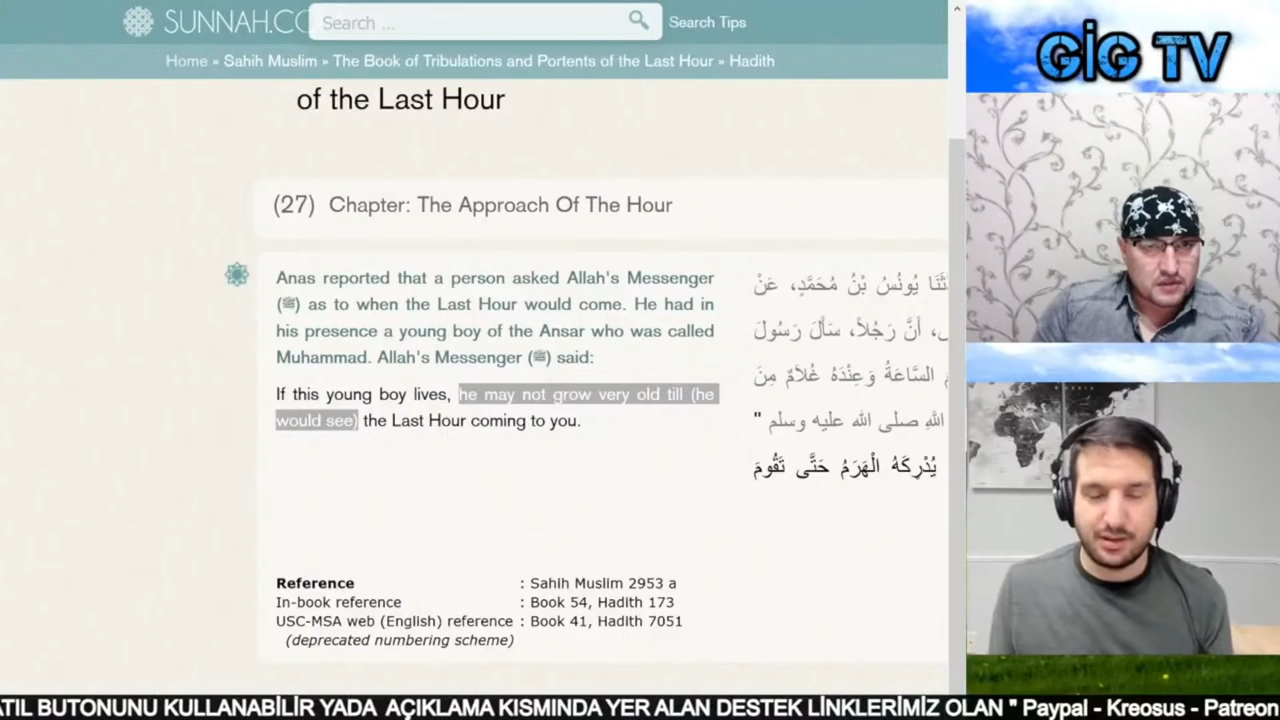 SUNNAH.CO
Search ...
Search Tips
Home » Sahih Muslim » The Book of Tribulations and Portents of the Last Hour » Hadith
of the Last Hour
(27) Chapter: The Approach Of The Hour
Anas reported that a person asked Allah's Messenger
(ﷺ) as to when the Last Hour would come. He had in
his presence a young boy of the Ansar who was called
Muhammad. Allah's Messenger (ﷺ) said:
If this young boy lives, he may not grow very old till (he
would see) the Last Hour coming to you.
ثَنَا يُونُسُ بْنُ مُحَمَّدٍ، عَنْ
أَنَّ رَجُلاً، سَأَلَ رَسُولَ
السَّاعَةُ وَعِنْدَهُ غُلاَمٌ مِنَ
اللَّهِ صلى الله عليه وسلم "
يُدْرِكَهُ الْهَرَمُ حَتَّى تَقُومَ
Reference : Sahih Muslim 2953 a
In-book reference : Book 54, Hadith 173
USC-MSA web (English) reference : Book 41, Hadith 7051
(deprecated numbering scheme)
GİG TV
ATIL BUTONUNU KULLANABİLİR YADA AÇIKLAMA KISMINDA YER ALAN DESTEK LİNKLERİMİZ OLAN " Paypal - Kreosus - Patreon